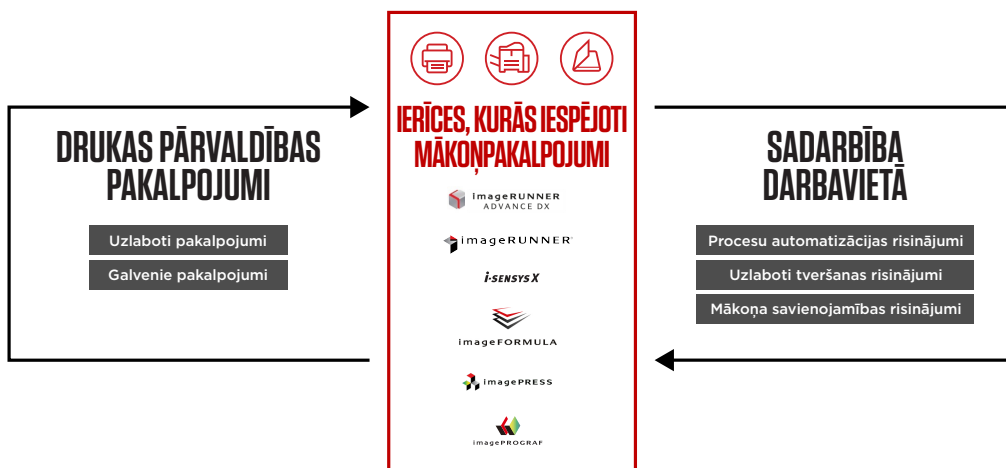 DRUKAS PĀRVALDĪBAS
PAKALPOJUMI
Uzlaboti pakalpojumi
Galvenie pakalpojumi
IERĪCES, KURĀS IESPĒJOTI
MĀKOŅPAKALPOJUMI
imageRUNNER
ADVANCE DX
imageRUNNER
i-SENSYS X
imageFORMULA
imagePRESS
imagePROGRAF
SADARBĪBA
DARBAVIETĀ
Procesu automatizācijas risinājumi
Uzlaboti tveršanas risinājumi
Mākoņa savienojamības risinājumi